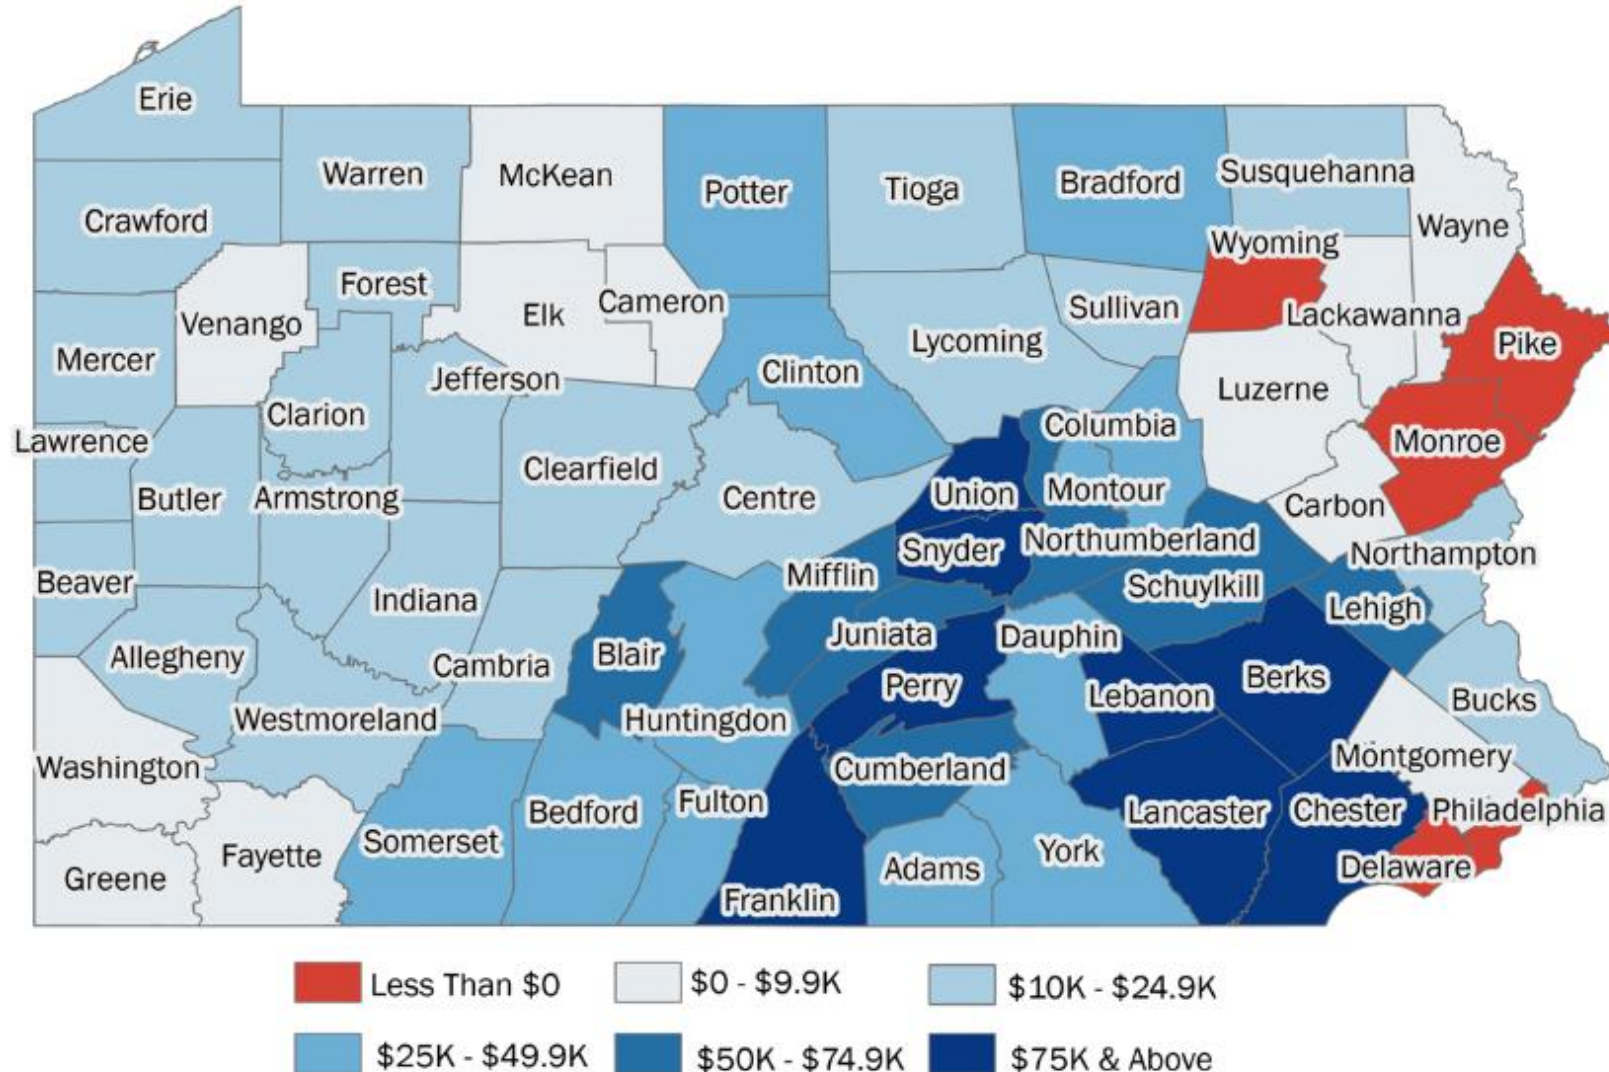 Erie
Warren
McKean
Potter
Tioga
Bradford
Susquehanna
Wayne
Crawford
Wyoming
Forest
Cameron
Sullivan
Venango
Elk
Lackawanna
Pike
Mercer
Jefferson
Clinton
Lycoming
Luzerne
Clarion
Columbia
Lawrence
Monroe
Clearfield
Butler
Armstrong
Centre
Union
Montour
Carbon
Snyder
Northumberland
Northampton
Beaver
Mifflin
Schuylkill
Indiana
Lehigh
Juniata
Dauphin
Allegheny
Cambria
Blair
Perry
Lebanon
Berks
Bucks
Westmoreland
Huntingdon
Washington
Cumberland
Montgomery
Bedford
Fulton
Lancaster
Chester
Philadelphia
Somerset
York
Greene
Fayette
Adams
Delaware
Franklin
Less Than $0
$0 - $9.9K
$10K - $24.9K
$25K - $49.9K
$50K - $74.9K
$75K & Above